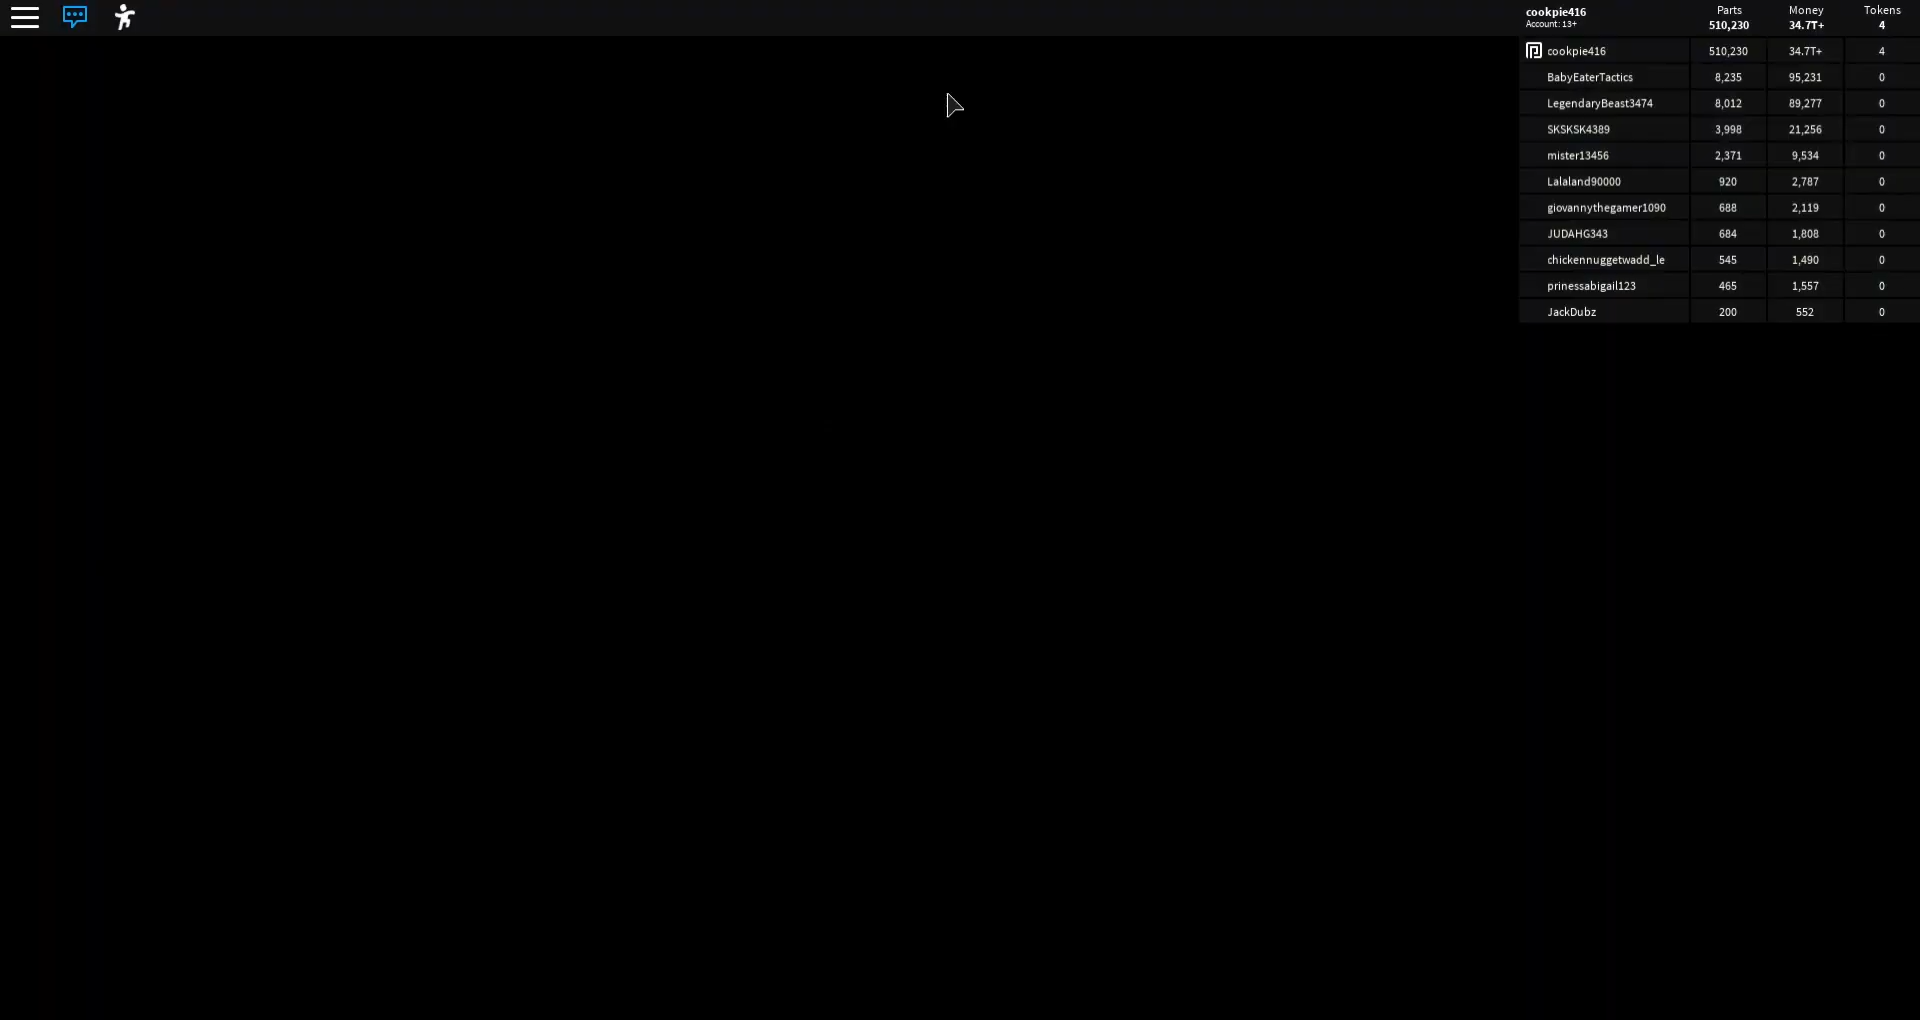 cookpie416 Parts Money Tokens
Account: 13+ 510,230 34.7T+ 4
cookpie416 510,230 34.7T+ 4
BabyEaterTactics 8,235 95,231 0
LegendaryBeast3474 8,012 89,277 0
SKSKSK4389 3,998 21,256 0
mister13456 2,371 9,534 0
Lalaland90000 920 2,787 0
giovannythegamer1090 688 2,119 0
JUDAHG343 684 1,808 0
chickennuggetwadd_le 545 1,490 0
prinessabigail123 465 1,557 0
JackDubz 200 552 0